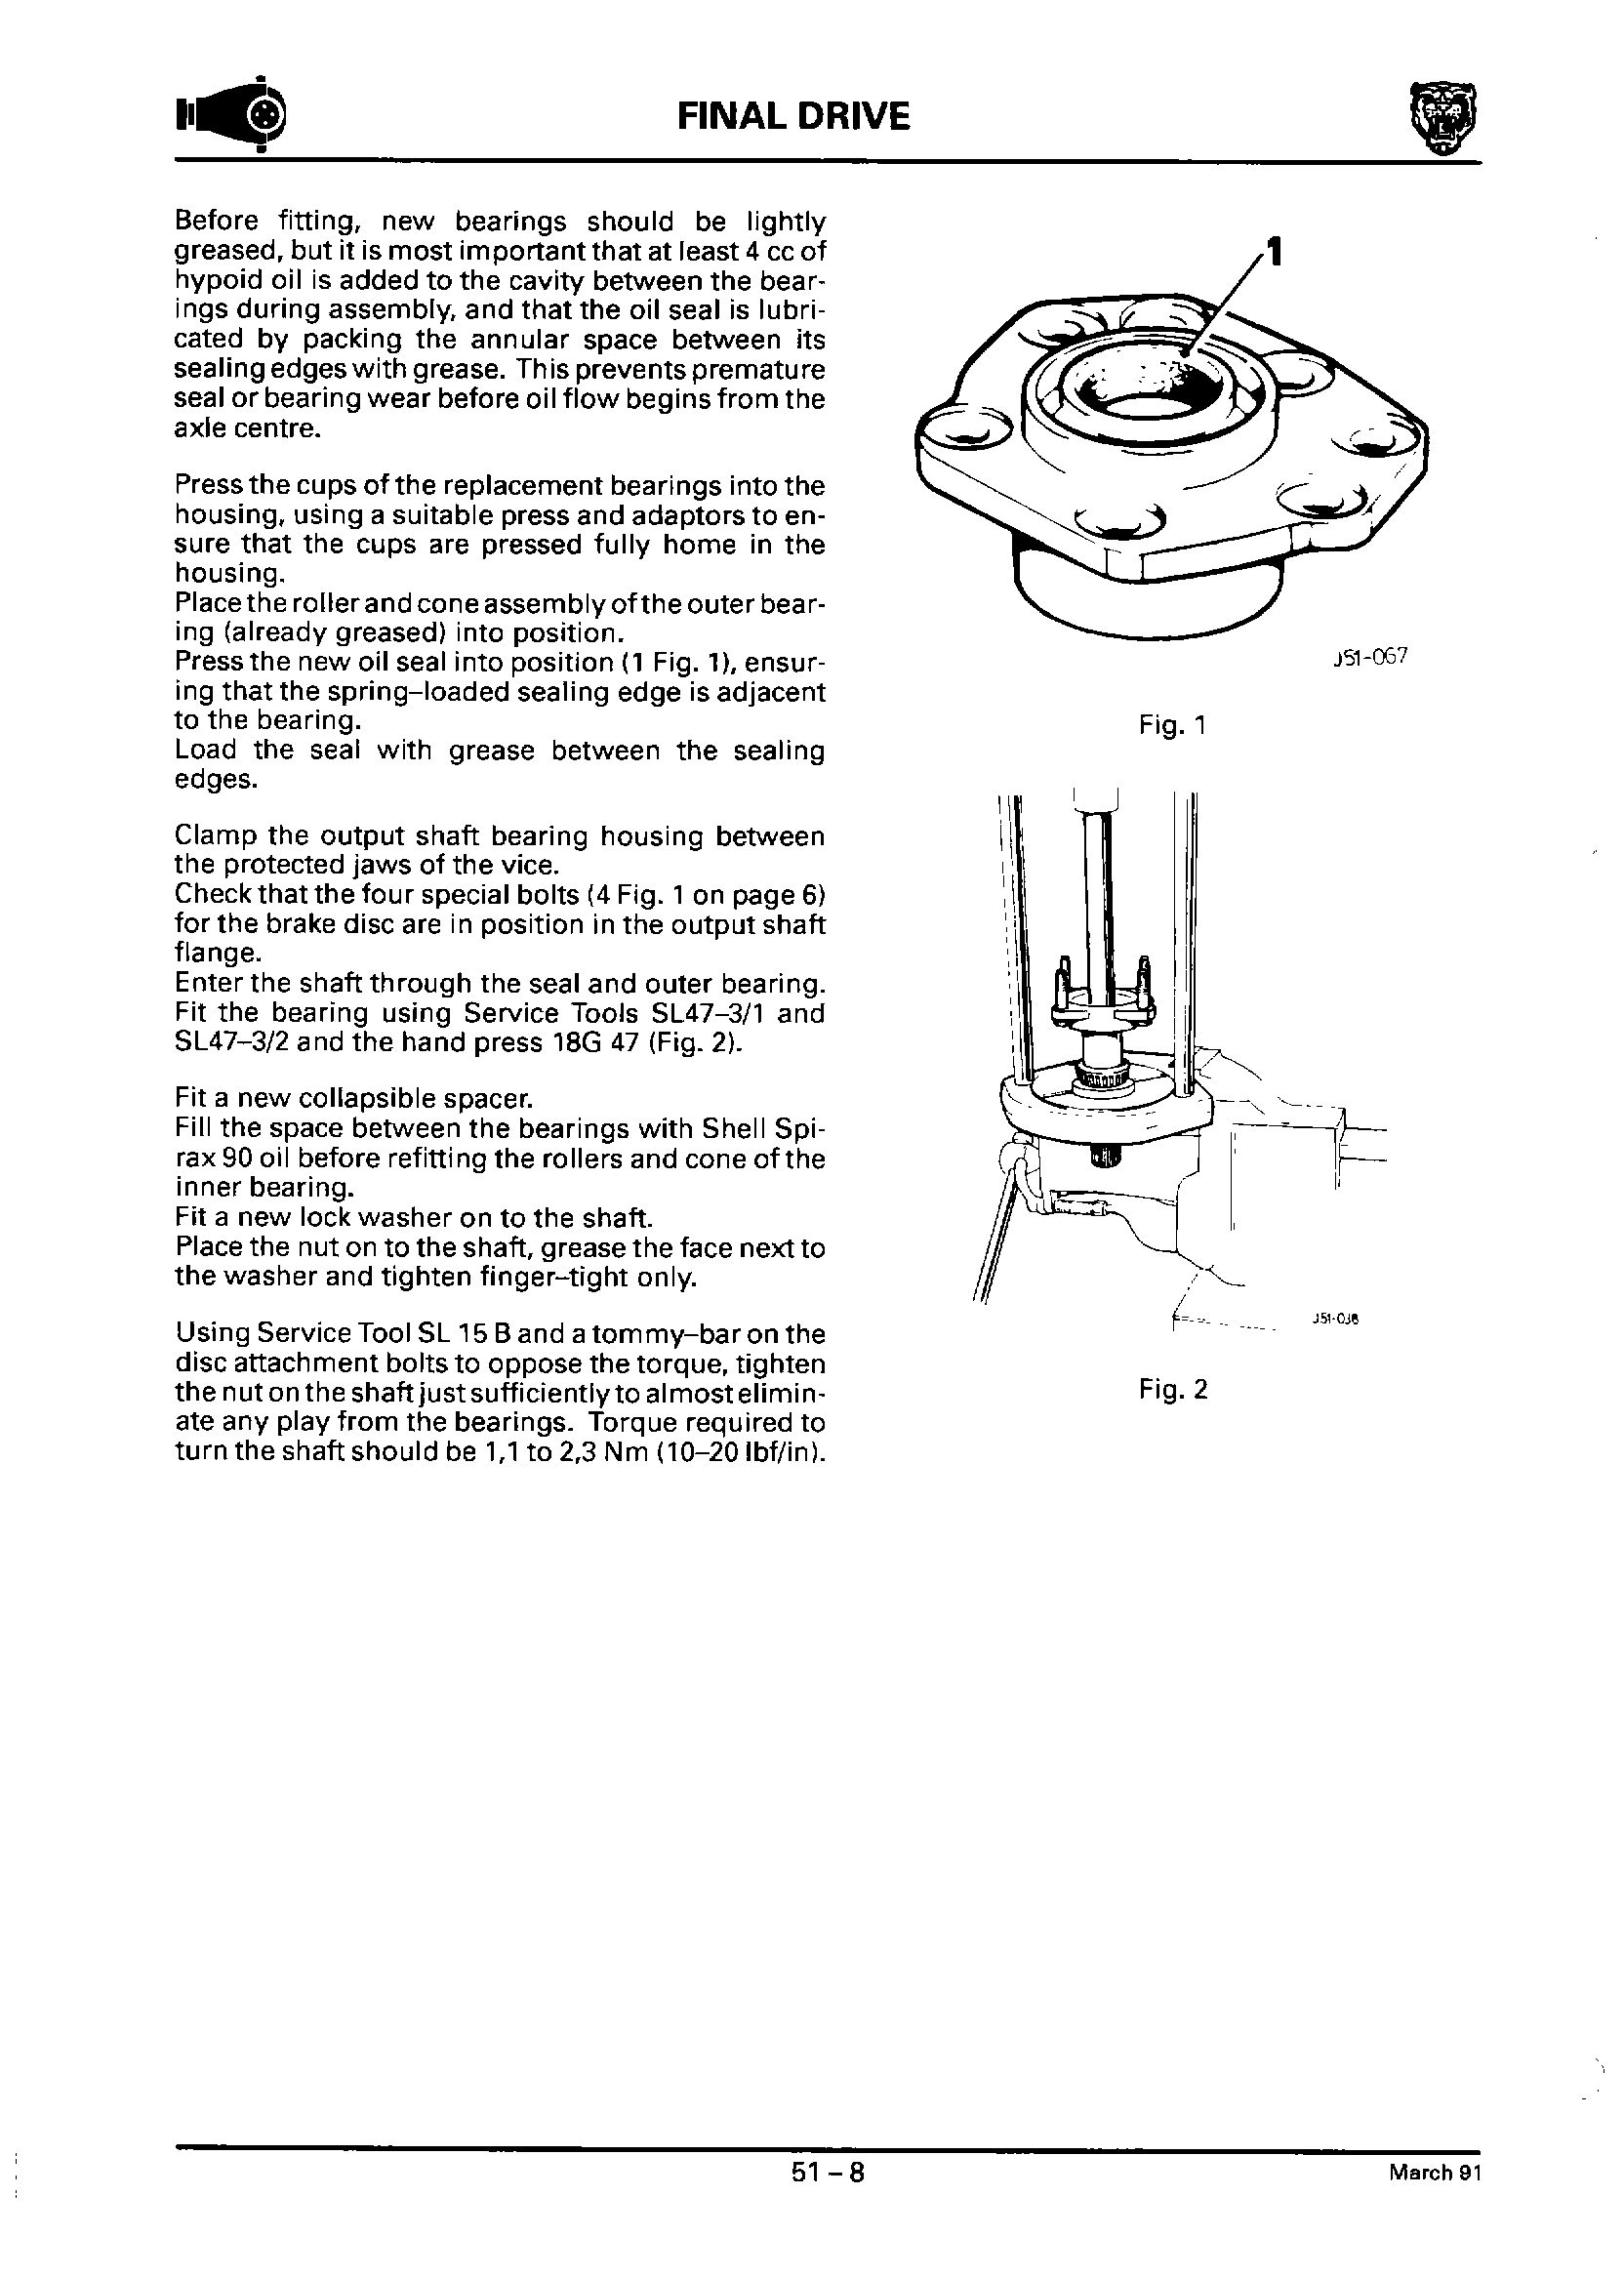 FINAL DRIVE
Before fitting, new bearings should be lightly
greased, but it is most important that at least 4 cc of
hypoid oil is added to the cavity between the bear-
ings during assembly, and that the oil seal is lubri-
cated by packing the annular space between its
sealing edges with grease. This prevents premature
seal or bearing wear before oil flow begins from the
axle centre.
Press the cups of the replacement bearings into the
housing, using a suitable press and adaptors to en-
sure that the cups are pressed fully home in the
housing.
Place the roller and cone assembly of the outer bear-
ing (already greased) into position.
Press the new oil seal into position (1 Fig. 1), ensur-
ing that the spring–loaded sealing edge is adjacent
to the bearing.
Load the seal with grease between the sealing
edges.
Clamp the output shaft bearing housing between
the protected jaws of the vice.
Check that the four special bolts (4 Fig. 1 on page 6)
for the brake disc are in position in the output shaft
flange.
Enter the shaft through the seal and outer bearing.
Fit the bearing using Service Tools SL47–3/1 and
SL47–3/2 and the hand press 18G 47 (Fig. 2).
Fit a new collapsible spacer.
Fill the space between the bearings with Shell Spi-
rax 90 oil before refitting the rollers and cone of the
inner bearing.
Fit a new lock washer on to the shaft.
Place the nut on to the shaft, grease the face next to
the washer and tighten finger–tight only.
Using Service Tool SL 15 B and a tommy–bar on the
disc attachment bolts to oppose the torque, tighten
the nut on the shaft just sufficiently to almost elimin-
ate any play from the bearings. Torque required to
turn the shaft should be 1,1 to 2,3 Nm (10–20 lbf/in).
1
J51-067
Fig. 1
Fig. 2
51 – 8
March 91